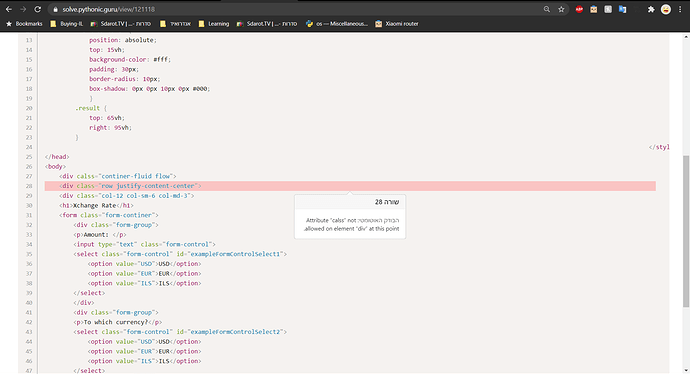 solve.pythonic.guru/view/121118
Bookmarks Buying-IL Sdarot.TV | ...סדרות - אנדרואיד Sdarot.TV | ...סדרות - Learning os — Miscellaneous... Xiaomi router
13 position: absolute;
14 top: 15vh;
15 background-color: #fff;
16 padding: 30px;
17 border-radius: 10px;
18 box-shadow: 0px 0px 10px 0px #000;
19 }
20 .result {
21 top: 65vh;
22 right: 95vh;
23 }
24 </styl
25 </head>
26 <body>
27 <div calss="continer-fluid flow">
28 <div class="row justify-content-center">
29 <div class="col-12 col-sm-6 col-md-3">
30 <h1>Xchange Rate</h1>
31 <form class="form-continer">
32 <div class="form-group">
33 <p>Amount: </p>
34 <input type="text" class="form-control">
35 <select class="form-control" id="exampleFormControlSelect1">
36 <option value="USD">USD</option>
37 <option value="EUR">EUR</option>
38 <option value="ILS">ILS</option>
39 </select>
40 </div>
41 <div class="form-group">
42 <p>To which currency?</p>
43 <select class="form-control" id="exampleFormControlSelect2">
44 <option value="USD">USD</option>
45 <option value="EUR">EUR</option>
46 <option value="ILS">ILS</option>
47 </select>
שורה 28
הבודק האוטומטי: Attribute "calss" not
allowed on element "div" at this point.